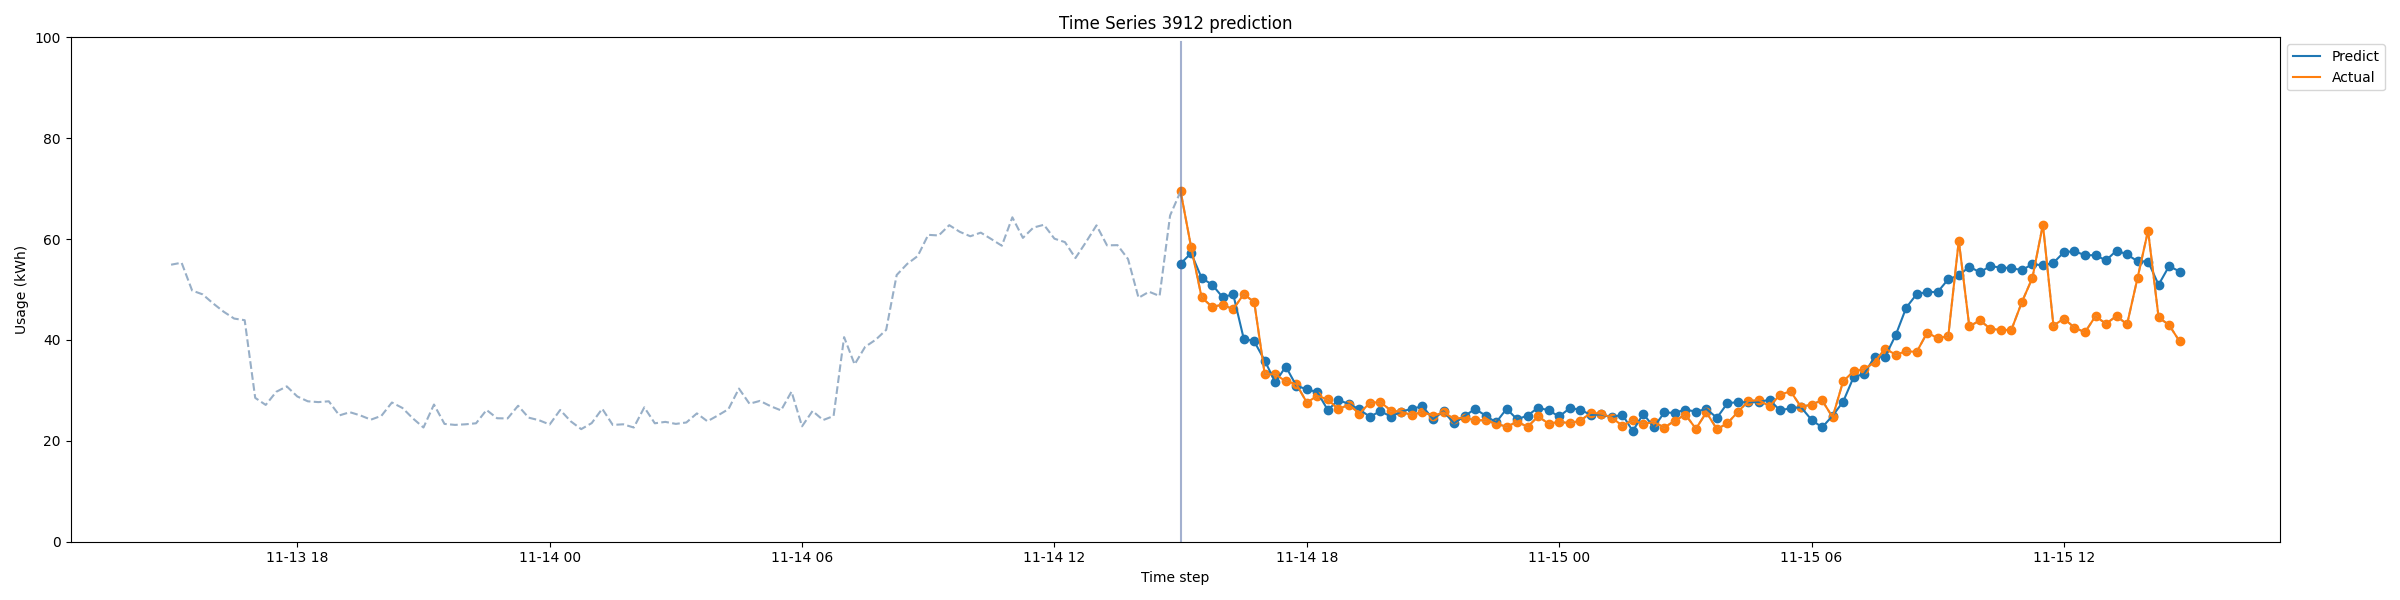 Time Series 3912 prediction
Predict
Actual
Usage (kWh)
100
80
60
40
20
0
11-13 18
11-14 00
11-14 06
11-14 12
11-14 18
11-15 00
11-15 06
11-15 12
Time step